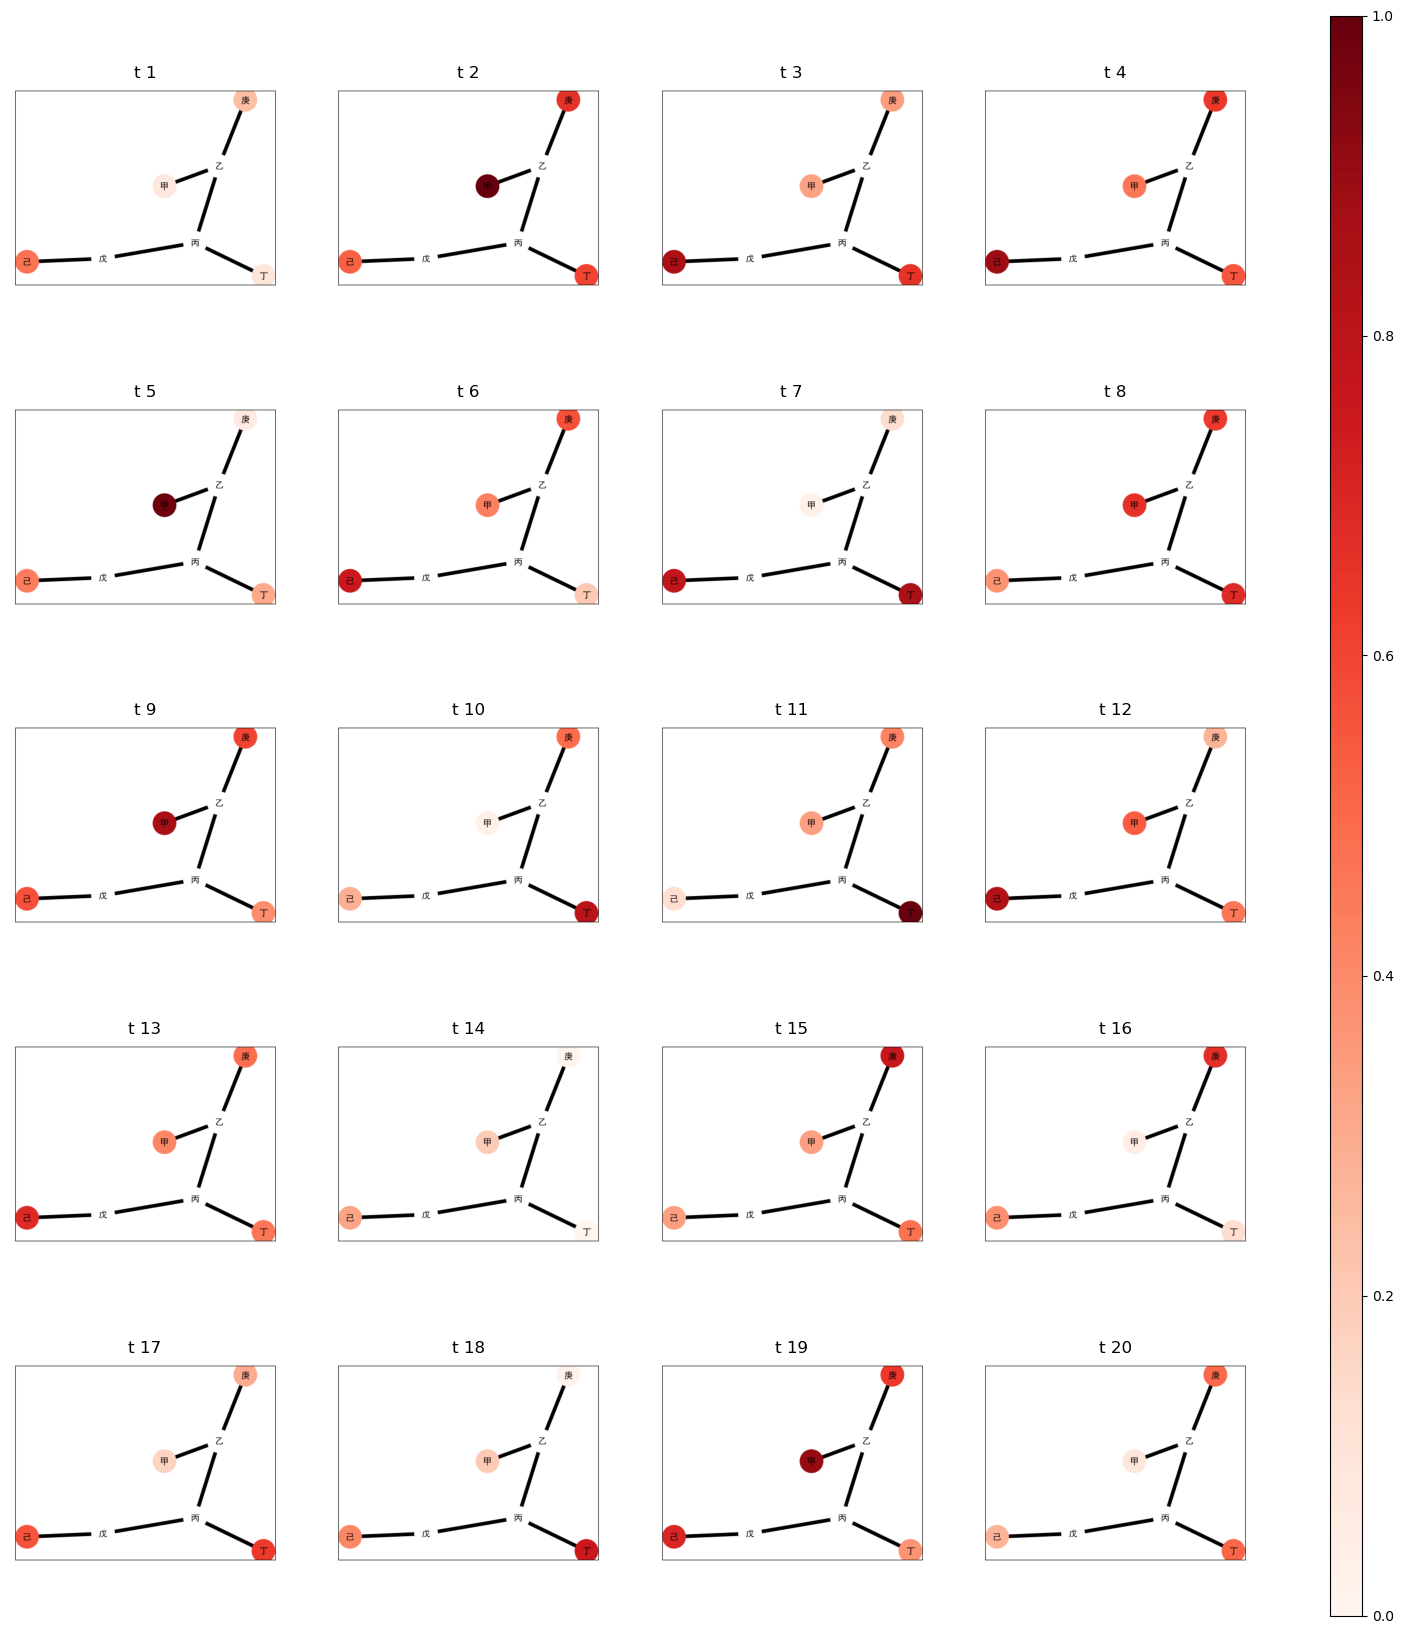 t 1
t 2
t 3
t 4
庚
乙
甲
丙
戊
己
丁
庚
乙
甲
丙
戊
己
丁
庚
乙
甲
丙
戊
己
丁
庚
乙
甲
丙
戊
己
丁
t 5
t 6
t 7
t 8
庚
乙
甲
丙
戊
己
丁
庚
乙
甲
丙
戊
己
丁
庚
乙
甲
丙
戊
己
丁
庚
乙
甲
丙
戊
己
丁
t 9
t 10
t 11
t 12
庚
乙
甲
丙
戊
己
丁
庚
乙
甲
丙
戊
己
丁
庚
乙
甲
丙
戊
己
丁
庚
乙
甲
丙
戊
己
丁
t 13
t 14
t 15
t 16
庚
乙
甲
丙
戊
己
丁
庚
乙
甲
丙
戊
己
丁
庚
乙
甲
丙
戊
己
丁
庚
乙
甲
丙
戊
己
丁
t 17
t 18
t 19
t 20
庚
乙
甲
丙
戊
己
丁
庚
乙
甲
丙
戊
己
丁
庚
乙
甲
丙
戊
己
丁
庚
乙
甲
丙
戊
己
丁
1.0
0.8
0.6
0.4
0.2
0.0